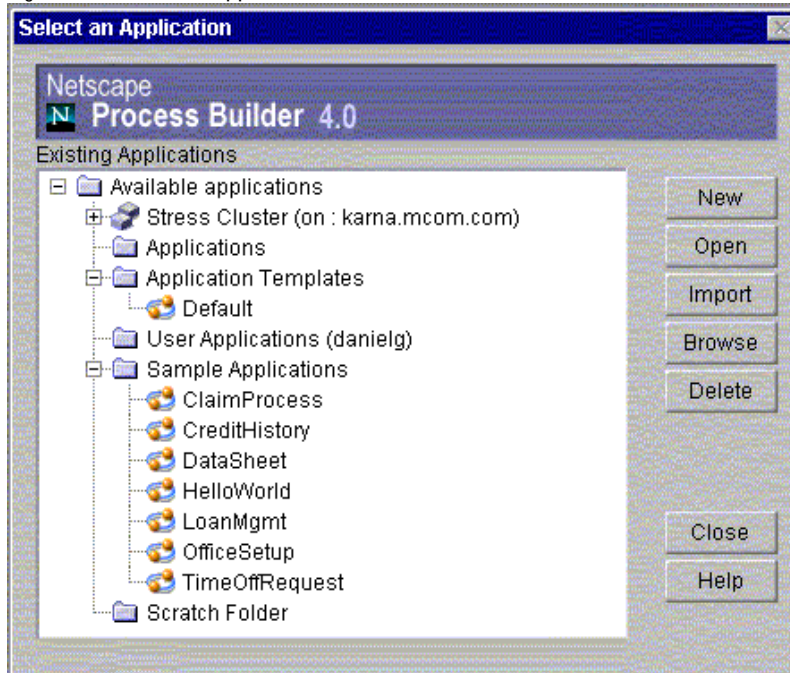 Select an Application
Netscape
N Process Builder 4.0
Existing Applications
Available applications
Stress Cluster (on : karna.mcom.com)
Applications
Application Templates
Default
User Applications (danielg)
Sample Applications
ClaimProcess
CreditHistory
DataSheet
HelloWorld
LoanMgmt
OfficeSetup
TimeOffRequest
Scratch Folder
New
Open
Import
Browse
Delete
Close
Help